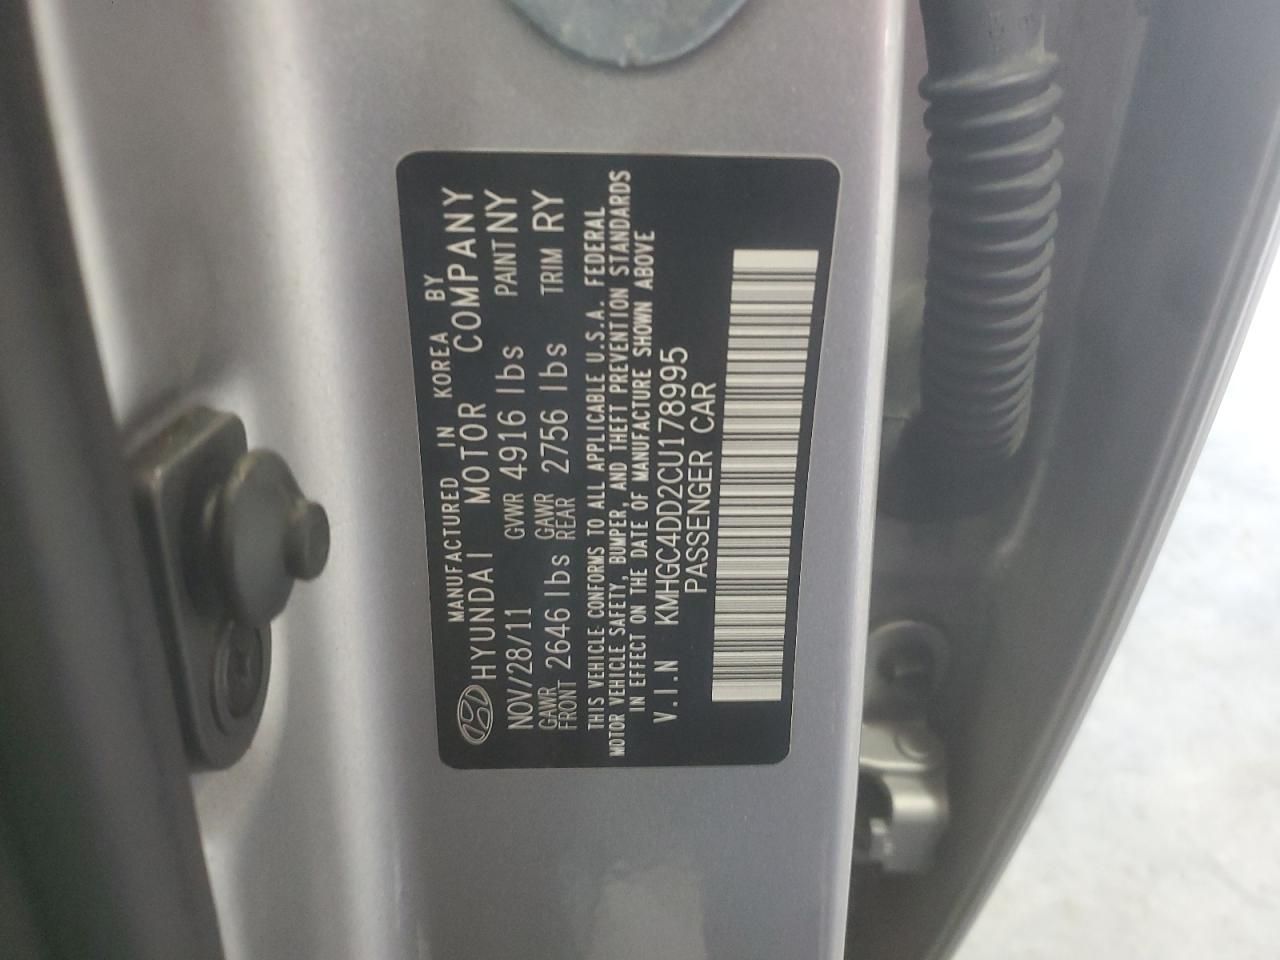 MANUFACTURED IN KOREA BY
HYUNDAI MOTOR COMPANY
NOV/28/11 GVWR 4916 lbs PAINT NY
GAWR FRONT 2646 lbs GAWR REAR 2756 lbs TRIM RY
THIS VEHICLE CONFORMS TO ALL APPLICABLE U.S.A. FEDERAL
MOTOR VEHICLE SAFETY, BUMPER, AND THEFT PREVENTION STANDARDS
IN EFFECT ON THE DATE OF MANUFACTURE SHOWN ABOVE
V.I.N KMHGC4DD2CU178995
PASSENGER CAR